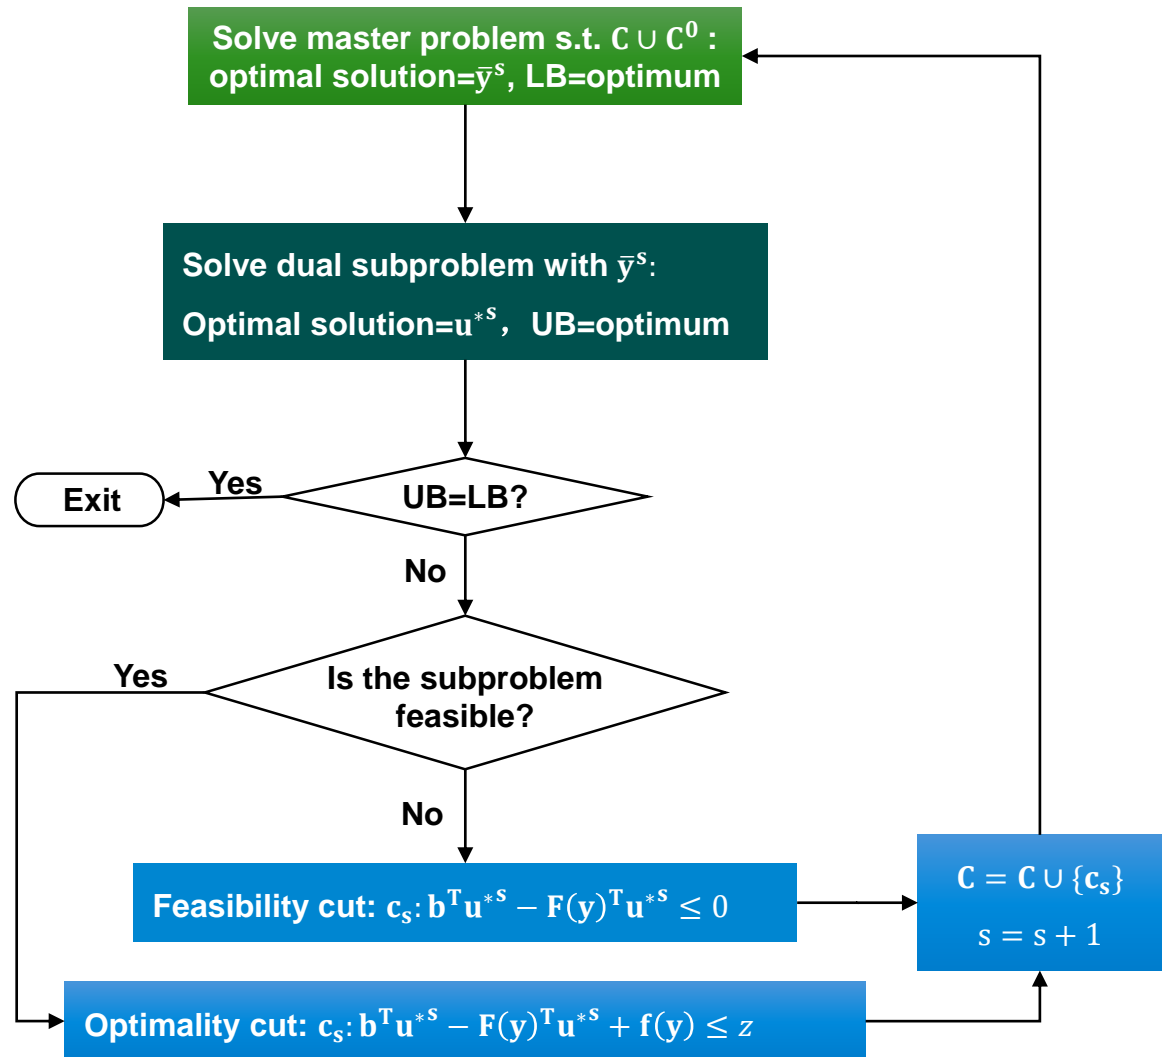 Solve master problem s.t. C ∪ C⁰ :
optimal solution=ȳˢ, LB=optimum
Solve dual subproblem with ȳˢ:
Optimal solution=u*ˢ, UB=optimum
UB=LB?
Yes
Exit
No
Is the subproblem
feasible?
Yes
No
Feasibility cut: cₛ: bᵀu*ˢ − F(y)ᵀu*ˢ ≤ 0
C = C ∪ {cₛ}
s = s + 1
Optimality cut: cₛ: bᵀu*ˢ − F(y)ᵀu*ˢ + f(y) ≤ z